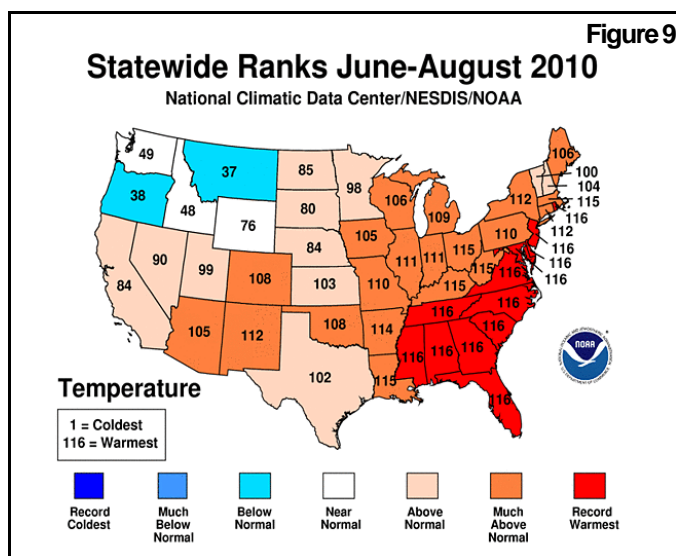 Figure 9
Statewide Ranks June-August 2010
National Climatic Data Center/NESDIS/NOAA
49
37
85
98
106
100
104
115
116
112
116
116
116
38
48
76
80
106
109
112
110
84
90
99
108
84
103
105
110
111
111
115
115
115
116
105
112
108
114
116
116
116
102
115
116
116
116
116
NOAA
Temperature
1 = Coldest
116 = Warmest
Record
Coldest
Much
Below
Normal
Below
Normal
Near
Normal
Above
Normal
Much
Above
Normal
Record
Warmest